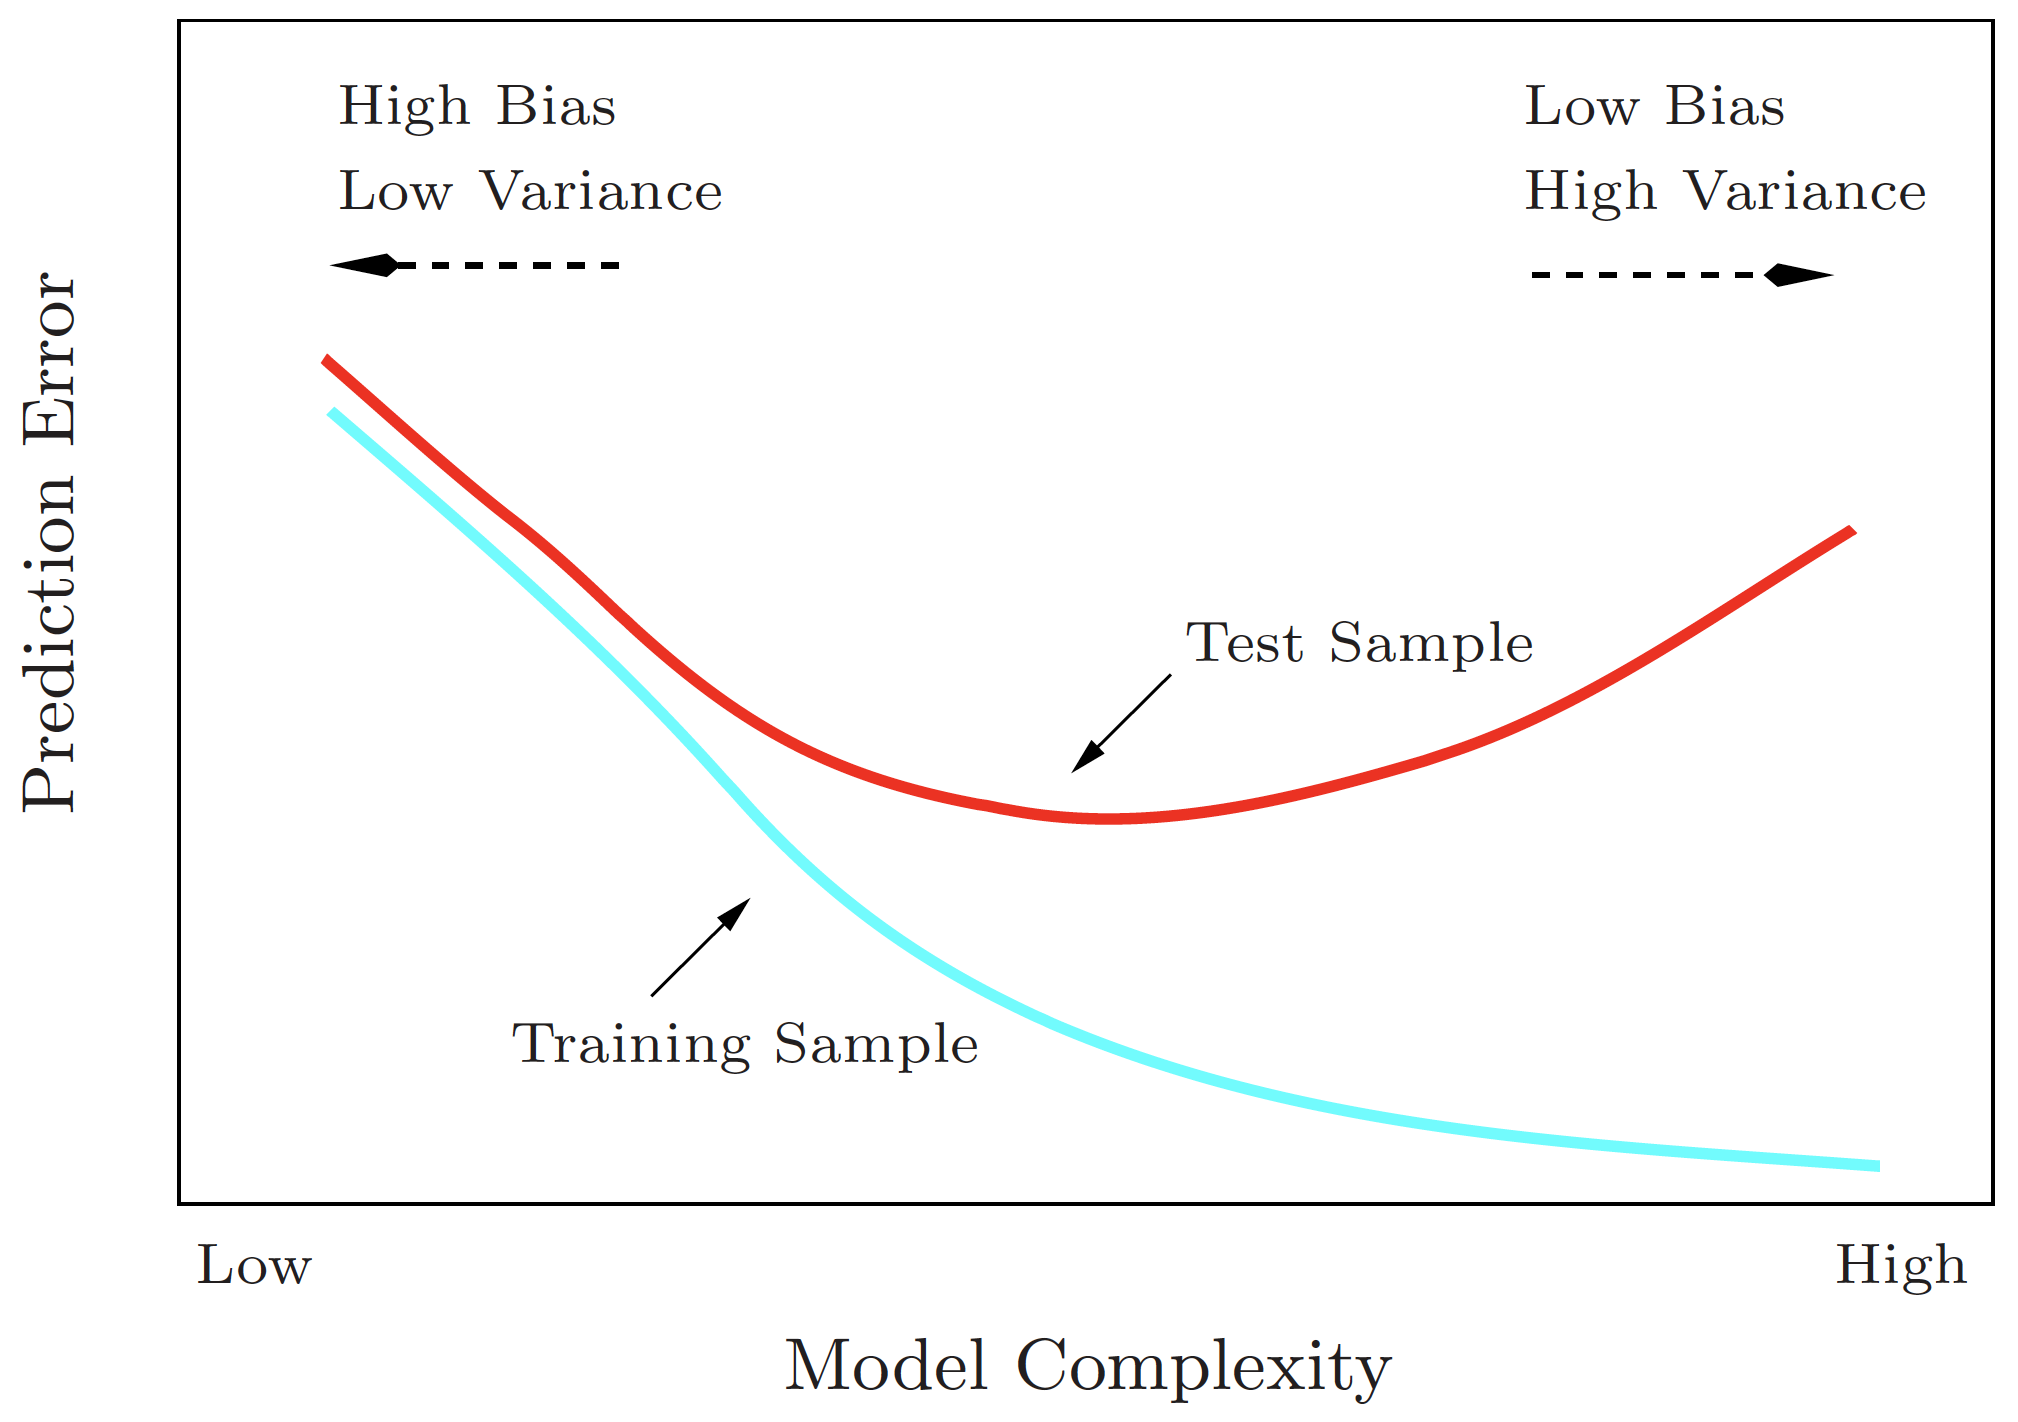 High Bias
Low Variance
Low Bias
High Variance
Prediction Error
Test Sample
Training Sample
Low
High
Model Complexity